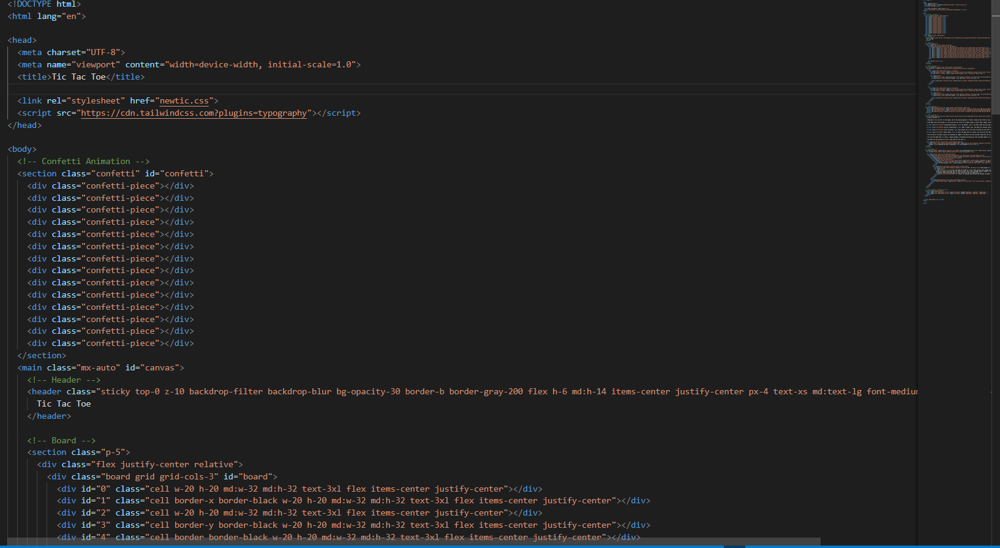 <!DOCTYPE html>
<html lang="en">
<head>
<meta charset="UTF-8">
<meta name="viewport" content="width=device-width, initial-scale=1.0">
<title>Tic Tac Toe</title>
<link rel="stylesheet" href="newtic.css">
<script src="https://cdn.tailwindcss.com?plugins=typography"></script>
</head>
<body>
<!-- Confetti Animation -->
<section class="confetti" id="confetti">
<div class="confetti-piece"></div>
<div class="confetti-piece"></div>
<div class="confetti-piece"></div>
<div class="confetti-piece"></div>
<div class="confetti-piece"></div>
<div class="confetti-piece"></div>
<div class="confetti-piece"></div>
<div class="confetti-piece"></div>
<div class="confetti-piece"></div>
<div class="confetti-piece"></div>
<div class="confetti-piece"></div>
<div class="confetti-piece"></div>
<div class="confetti-piece"></div>
<div class="confetti-piece"></div>
</section>
<main class="mx-auto" id="canvas">
<!-- Header -->
<header class="sticky top-0 z-10 backdrop-filter backdrop-blur bg-opacity-30 border-b border-gray-200 flex h-6 md:h-14 items-center justify-center px-4 text-xs md:text-lg font-medium
Tic Tac Toe
</header>
<!-- Board -->
<section class="p-5">
<div class="flex justify-center relative">
<div class="board grid grid-cols-3" id="board">
<div id="0" class="cell w-20 h-20 md:w-32 md:h-32 text-3xl flex items-center justify-center"></div>
<div id="1" class="cell border-x border-black w-20 h-20 md:w-32 md:h-32 text-3xl flex items-center justify-center"></div>
<div id="2" class="cell w-20 h-20 md:w-32 md:h-32 text-3xl flex items-center justify-center"></div>
<div id="3" class="cell border-y border-black w-20 h-20 md:w-32 md:h-32 text-3xl flex items-center justify-center"></div>
<div id="4" class="cell border border-black w-20 h-20 md:w-32 md:h-32 text-3xl flex items-center justify-center"></div>